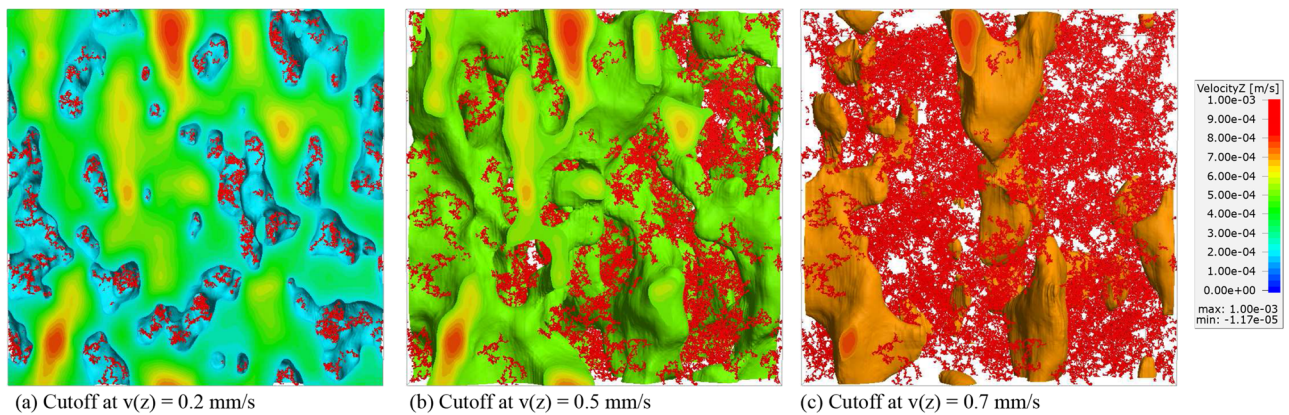 VelocityZ [m/s]
1.00e-03
9.00e-04
8.00e-04
7.00e-04
6.00e-04
5.00e-04
4.00e-04
3.00e-04
2.00e-04
1.00e-04
0.00e+00
max: 1.00e-03
min: -1.17e-05
(a) Cutoff at v(z) = 0.2 mm/s
(b) Cutoff at v(z) = 0.5 mm/s
(c) Cutoff at v(z) = 0.7 mm/s